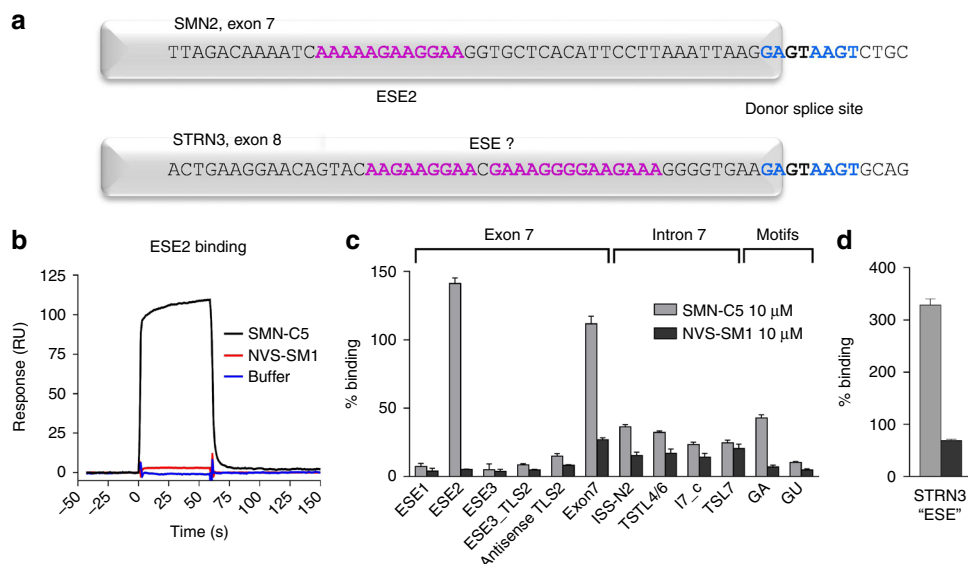 a
SMN2, exon 7
TTAGACAAAATCAAAAAGAAGGAAGGTGCTCACATTCCTTAAATTAAGGAGTAAGTCTGC
ESE2
Donor splice site
STRN3, exon 8
ESE ?
ACTGAAGGAACAGTACAAGAAGGAACGAAAGGGGAAGAAAGGGGTGAAGAGTAAGTGCAG
b
ESE2 binding
125
100
75
50
25
0
Response (RU)
SMN-C5
NVS-SM1
Buffer
–50
–25
0
25
50
75
100
125
150
Time (s)
c
Exon 7
Intron 7
Motifs
150
100
50
0
% binding
SMN-C5 10 μM
NVS-SM1 10 μM
ESE1
ESE2
ESE3
ESE3_TLS2
Antisense TLS2
Exon7
ISS-N2
TSTL4/6
I7_c
TSL7
GA
GU
d
400
300
200
100
0
% binding
STRN3
“ESE”